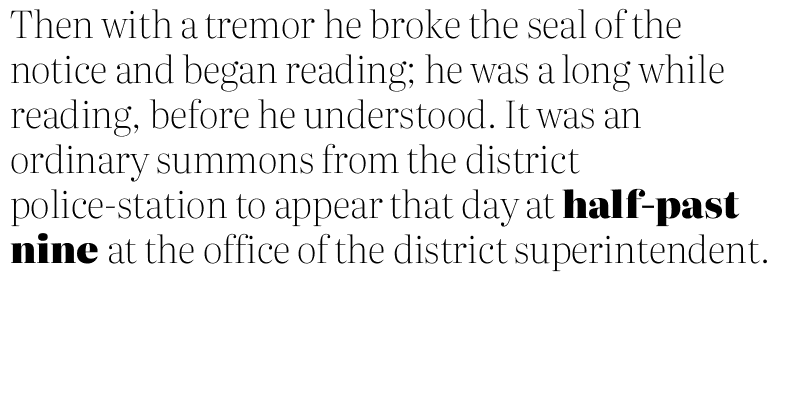 Then with a tremor he broke the seal of the
notice and began reading; he was a long while
reading, before he understood. It was an
ordinary summons from the district
police-station to appear that day at half-past
nine at the office of the district superintendent.